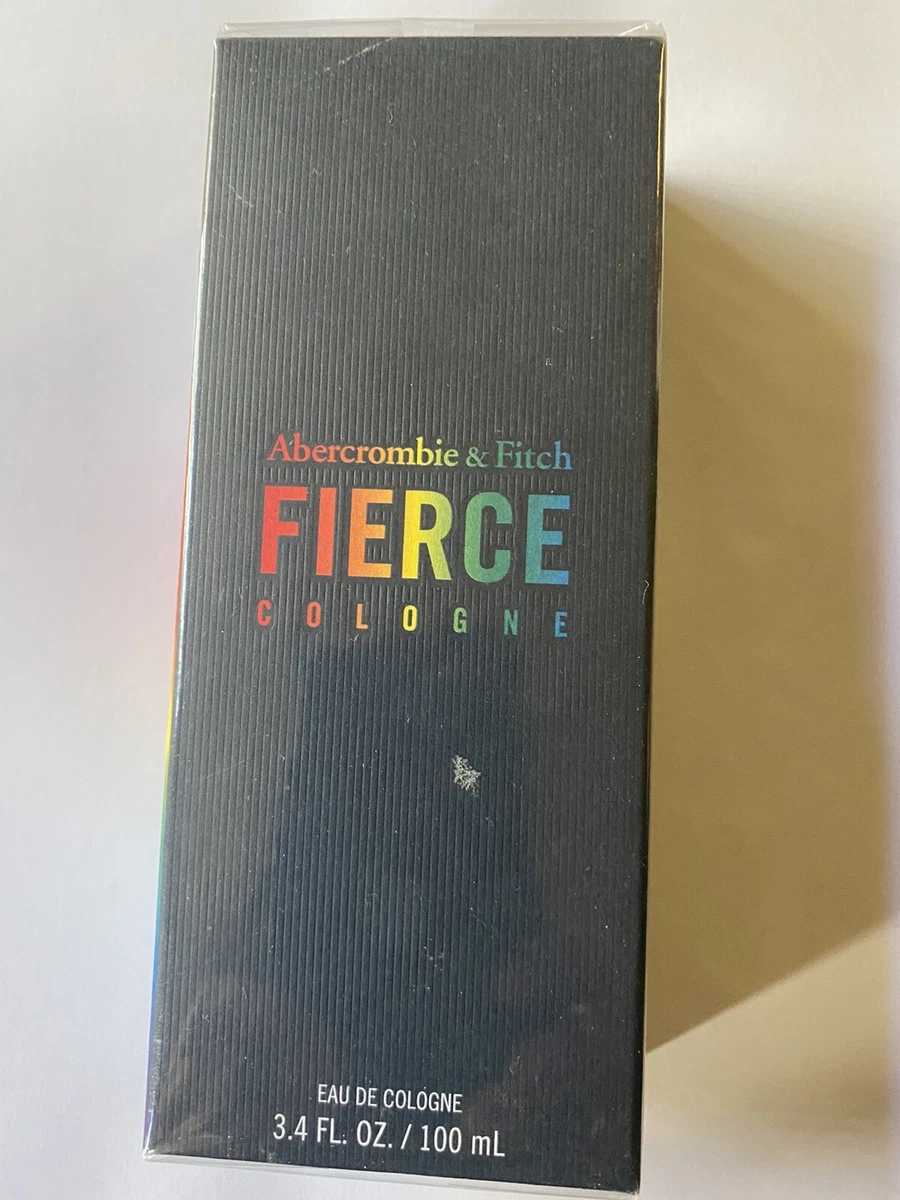 Abercrombie & Fitch
FIERCE
COLOGNE
EAU DE COLOGNE
3.4 FL. OZ. / 100 mL